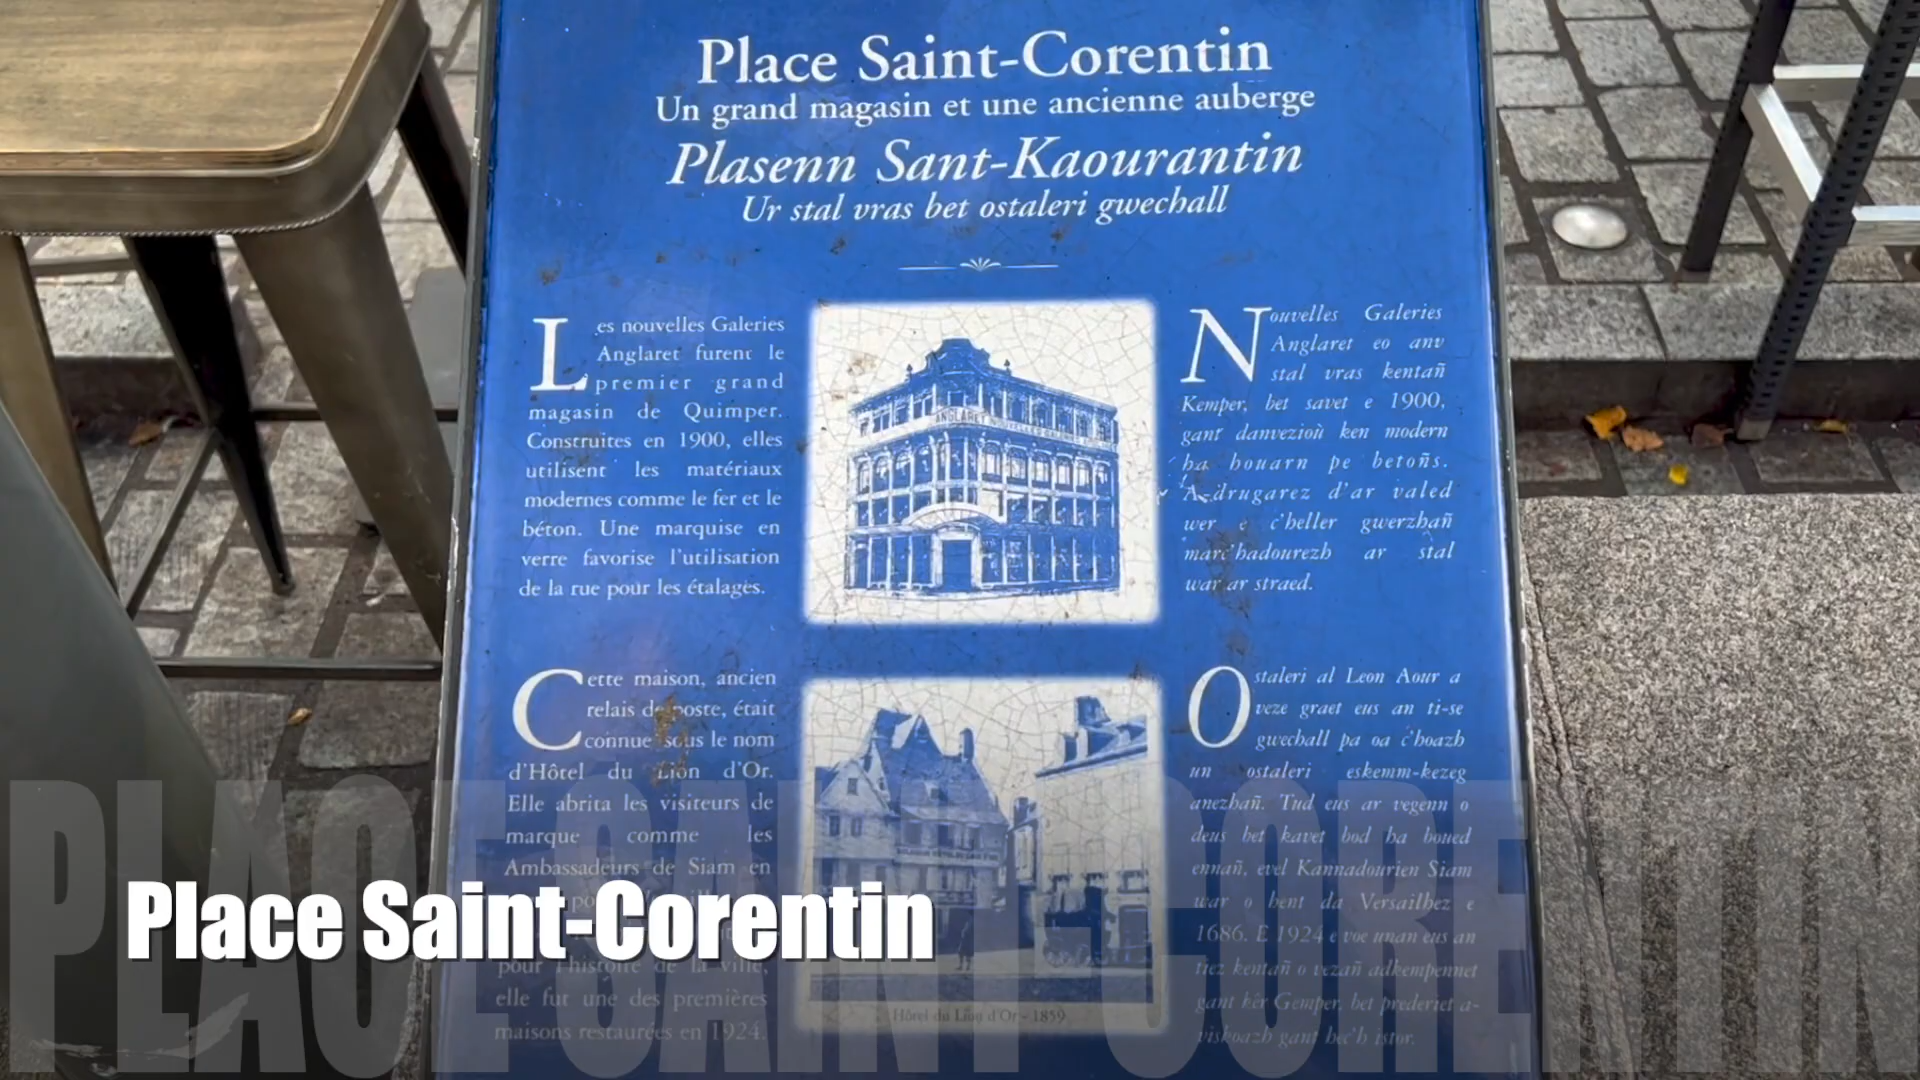 Place Saint-Corentin
Un grand magasin et une ancienne auberge
Plasenn Sant-Kaourantin
Ur stal vras bet ostaleri gwechall
Les nouvelles Galeries
Anglaret furent le
premier grand
magasin de Quimper.
Construites en 1900, elles
utilisent les matériaux
modernes comme le fer et le
béton. Une marquise en
verre favorise l'utilisation
de la rue pour les étalages.
ANGLARET NOUVELLES GALERIES
Nouvelles Galeries
Anglaret eo anv
stal vras kentañ
Kemper, bet savet e 1900,
gant danvezioù ken modern
ha houarn pe betoñs.
A-drugarez d'ar valed
wer e c'heller gwerzhañ
marc'hadourezh ar stal
war ar straed.
Cette maison, ancien
relais de poste, était
connue sous le nom
d'Hôtel du Lion d'Or.
Elle abrita les visiteurs de
marque comme les
Ambassadeurs de Siam en
pour l'histoire de la ville,
elle fut une des premières
maisons restaurées en 1924.
Hôtel du Lion d'Or - 1859
Ostaleri al Leon Aour a
veze graet eus an ti-se
gwechall pa oa c'hoazh
un ostaleri eskemm-kezeg
anezhañ. Tud eus ar vegenn o
deus bet kavet bod ha boued
ennañ, evel Kannadourien Siam
war o hent da Versailhez e
1686. E 1924 e voe unan eus an
tiez kentañ o vezañ adkempennet
gant kêr Gemper, bet prederiet a-
viskoazh gant hec'h istor.
PLACE SAINT-CORENTIN
Place Saint-Corentin